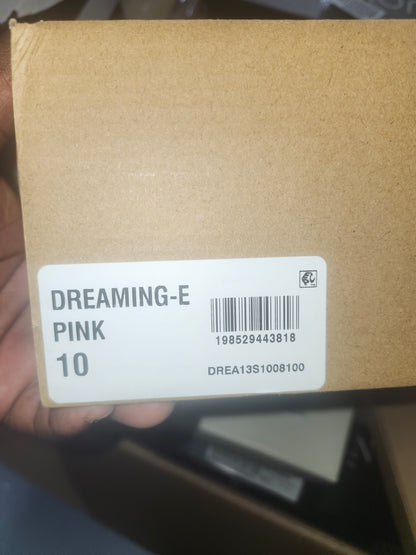 DREAMING-E
PINK
10
198529443818
DREA13S1008100